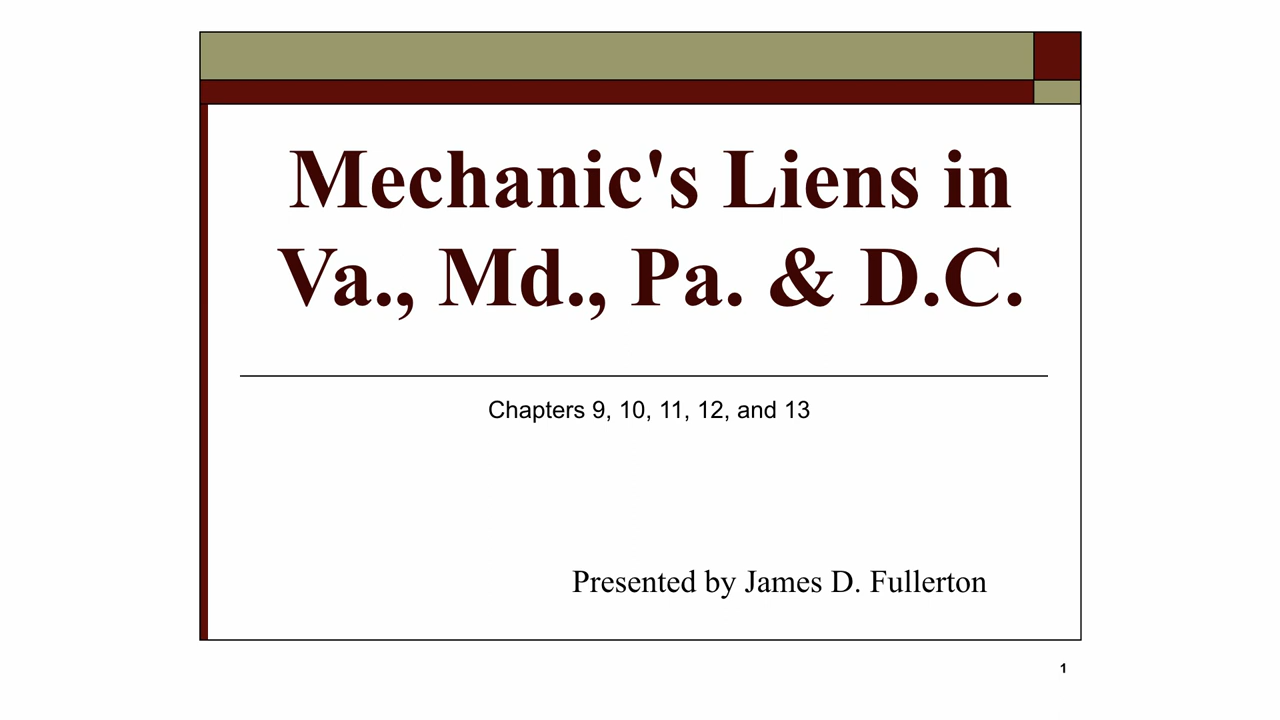 Mechanic's Liens in
Va., Md., Pa. & D.C.
Chapters 9, 10, 11, 12, and 13
Presented by James D. Fullerton
1